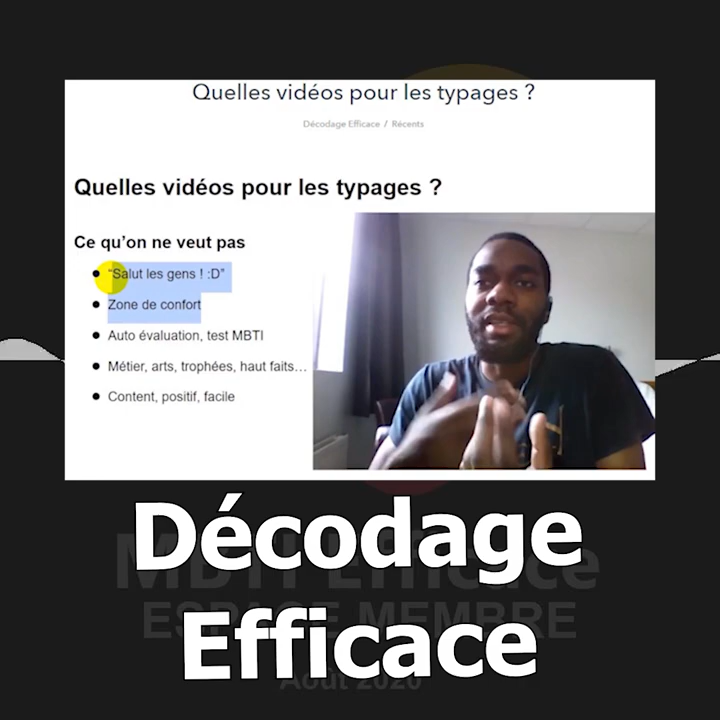 Quelles vidéos pour les typages ?
Décodage Efficace / Récents
Quelles vidéos pour les typages ?
Ce qu'on ne veut pas
• "Salut les gens ! :D"
• Zone de confort
• Auto évaluation, test MBTI
• Métier, arts, trophées, haut faits...
• Content, positif, facile
Décodage
MBTI Efficace
ESPACE MEMBRE
Efficace
Août 2020